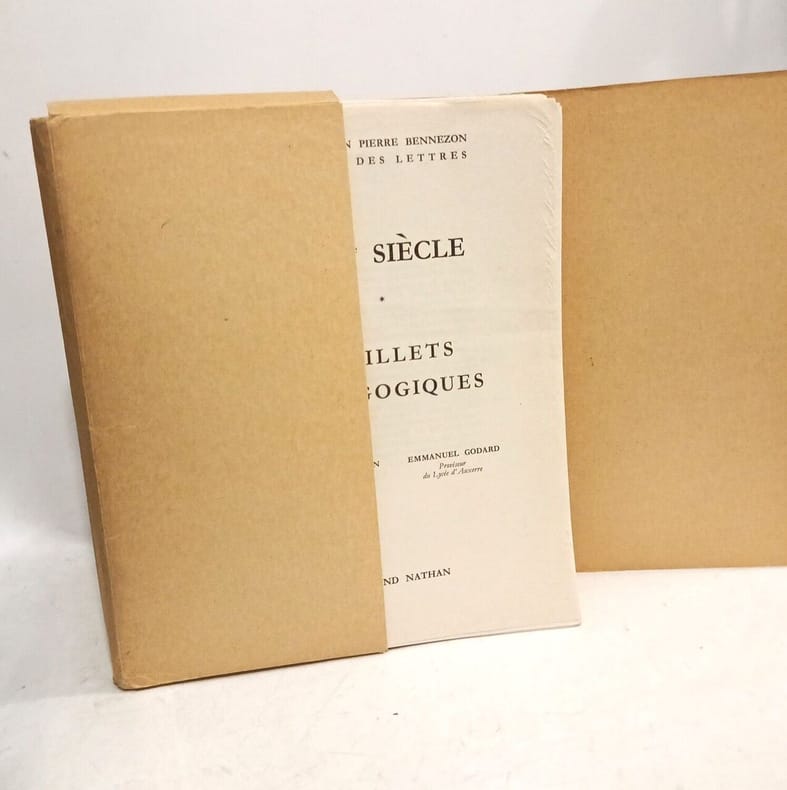 N PIERRE BENNEZON
DES LETTRES
SIÈCLE
ILLETS
GOGIQUES
N EMMANUEL GODARD
Proviseur
du Lycée d'Auxerre
ND NATHAN